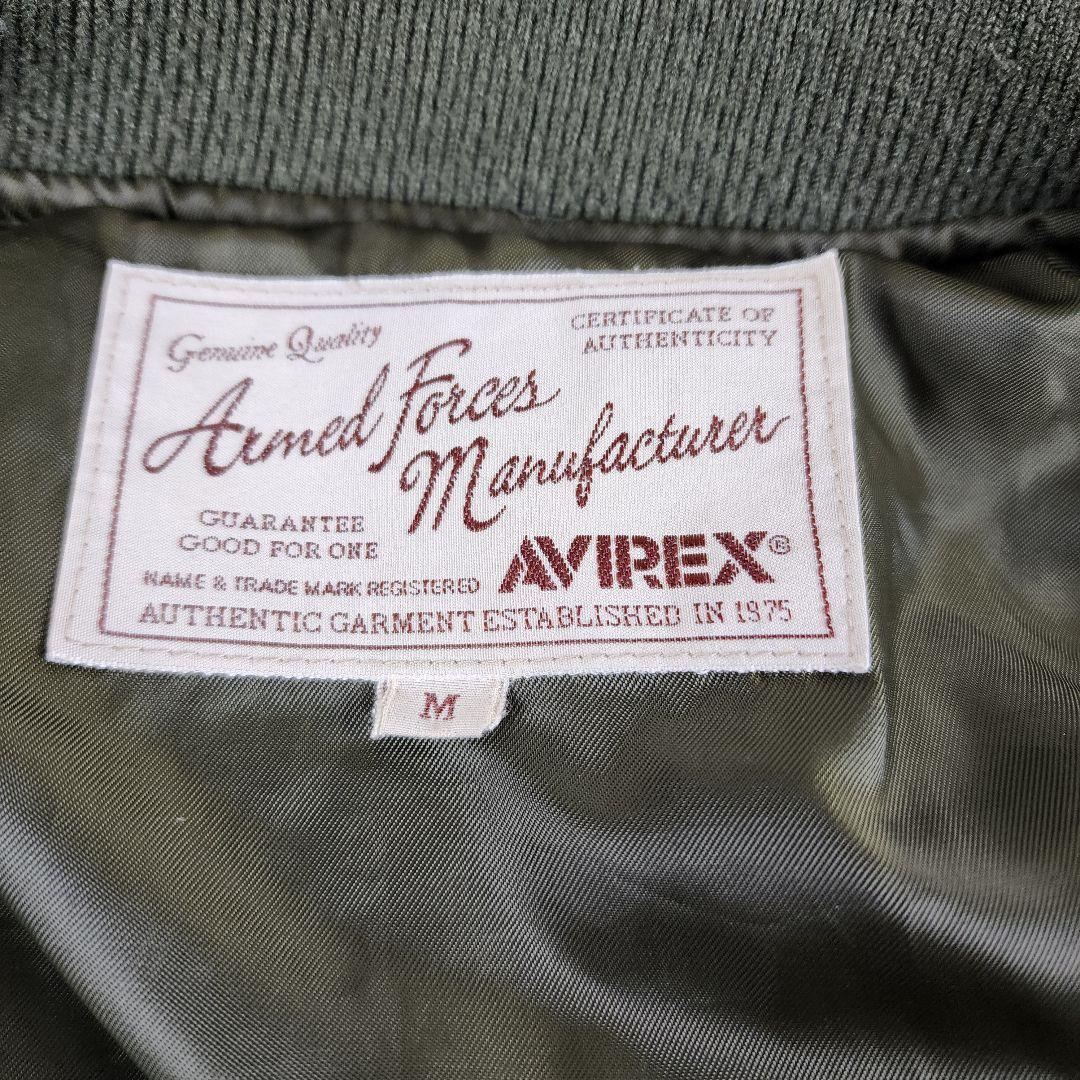 Genuine Quality
CERTIFICATE OF
AUTHENTICITY
Armed Forces
Manufacturer
GUARANTEE
GOOD FOR ONE
NAME & TRADE MARK REGISTERED
AVIREX®
AUTHENTIC GARMENT ESTABLISHED IN 1975
M